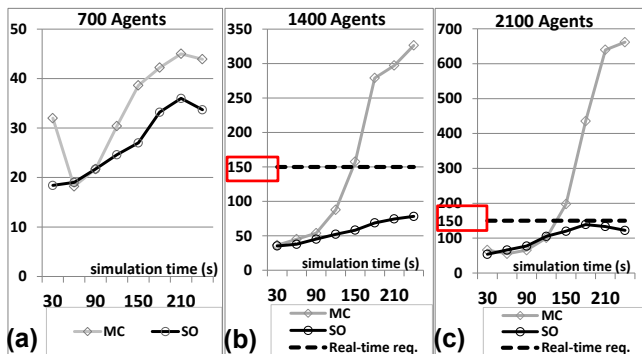 700 Agents
50
40
30
20
10
0
simulation time (s)
30 90 150 210
MC SO
(a)
1400 Agents
350
300
250
200
150
100
50
0
simulation time (s)
30 90 150 210
MC
SO
Real-time req.
(b)
2100 Agents
700
600
500
400
300
200
150
100
0
simulation time (s)
30 90 150 210
MC
SO
Real-time req.
(c)